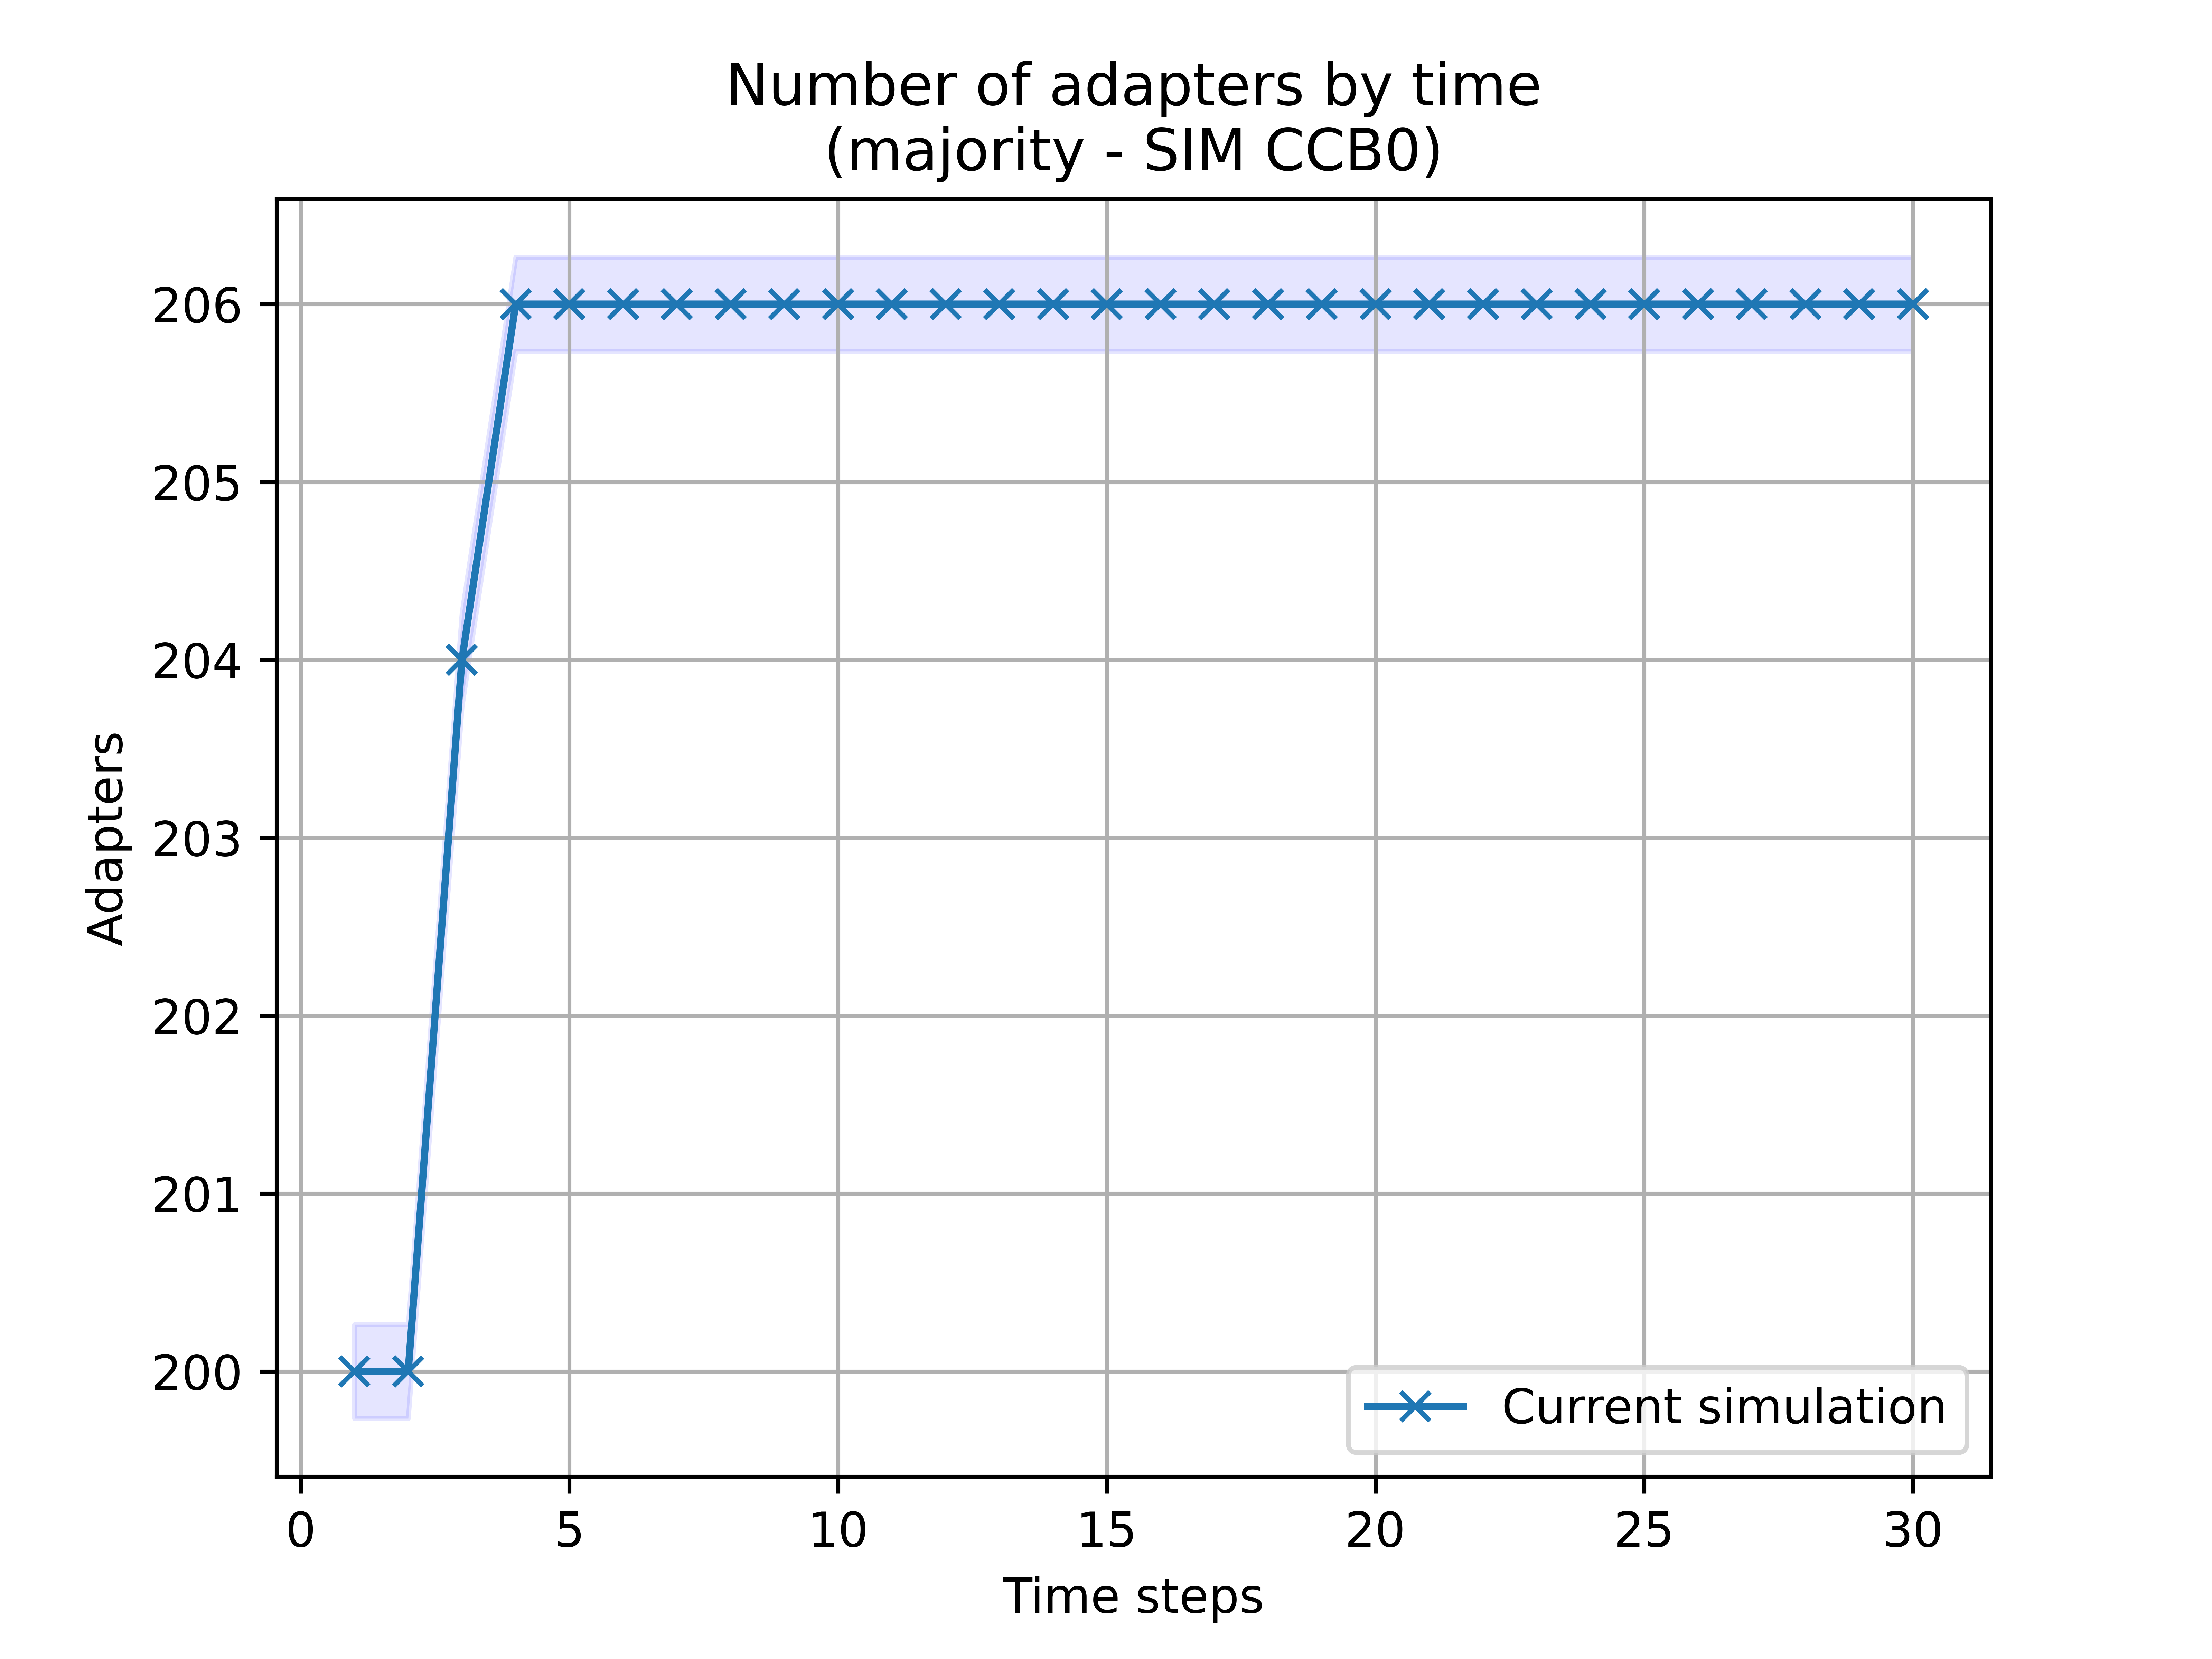 Number of adapters by time
(majority - SIM CCB0)
206
205
204
203
202
201
200
Adapters
Current simulation
0 5 10 15 20 25 30
Time steps